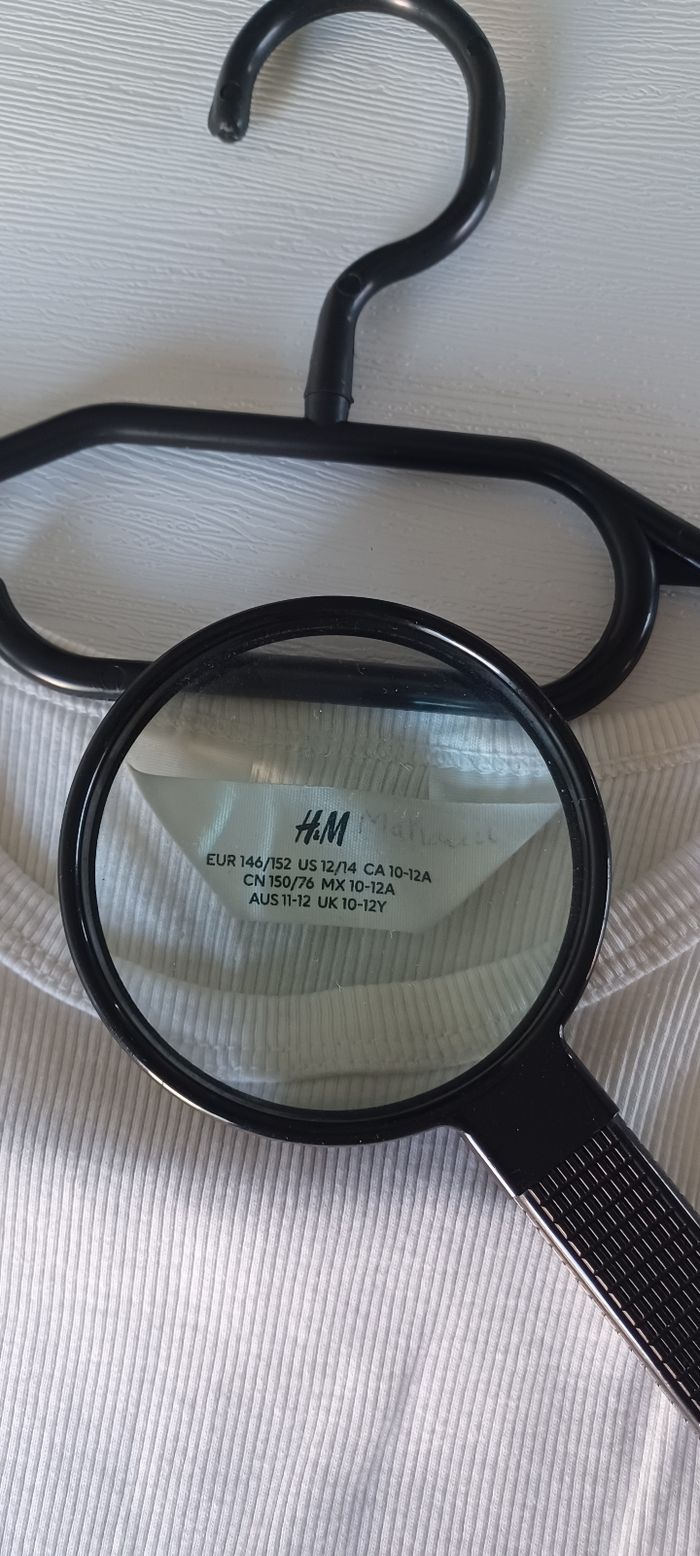 H&M
EUR 146/152 US 12/14 CA 10-12A
CN 150/76 MX 10-12A
AUS 11-12 UK 10-12Y